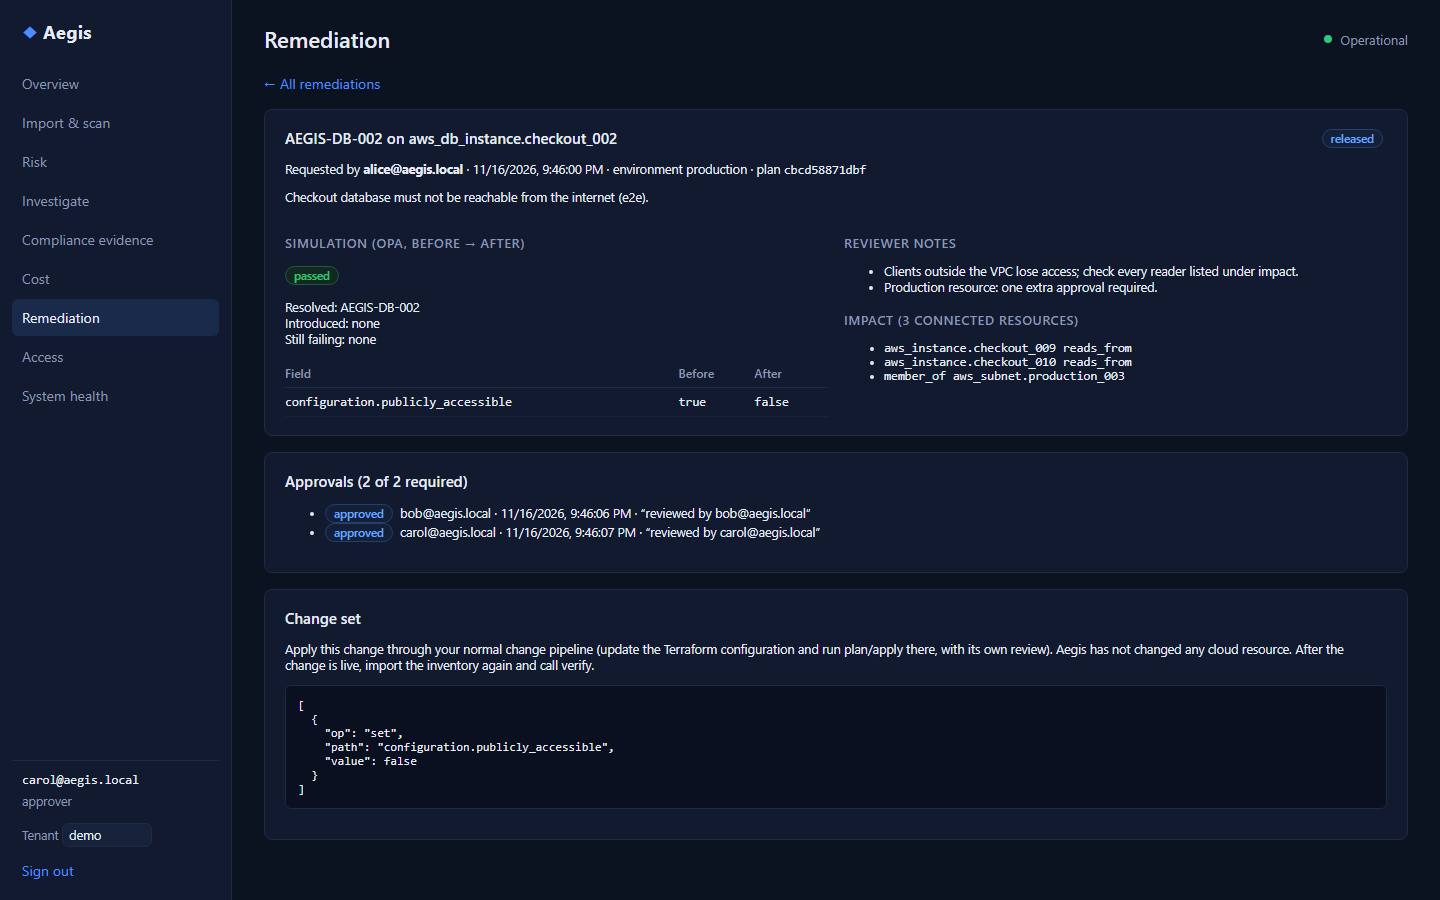 Aegis
Overview
Import & scan
Risk
Investigate
Compliance evidence
Cost
Remediation
Access
System health
carol@aegis.local
approver
Tenant demo
Sign out
Remediation
Operational
← All remediations
AEGIS-DB-002 on aws_db_instance.checkout_002
released
Requested by alice@aegis.local · 11/16/2026, 9:46:00 PM · environment production · plan cbcd58871dbf
Checkout database must not be reachable from the internet (e2e).
SIMULATION (OPA, BEFORE → AFTER)
passed
Resolved: AEGIS-DB-002
Introduced: none
Still failing: none
Field Before After
configuration.publicly_accessible true false
REVIEWER NOTES
• Clients outside the VPC lose access; check every reader listed under impact.
• Production resource: one extra approval required.
IMPACT (3 CONNECTED RESOURCES)
• aws_instance.checkout_009 reads_from
• aws_instance.checkout_010 reads_from
• member_of aws_subnet.production_003
Approvals (2 of 2 required)
• approved bob@aegis.local · 11/16/2026, 9:46:06 PM · “reviewed by bob@aegis.local”
• approved carol@aegis.local · 11/16/2026, 9:46:07 PM · “reviewed by carol@aegis.local”
Change set
Apply this change through your normal change pipeline (update the Terraform configuration and run plan/apply there, with its own review). Aegis has not changed any cloud resource. After the
change is live, import the inventory again and call verify.
[
  {
    "op": "set",
    "path": "configuration.publicly_accessible",
    "value": false
  }
]